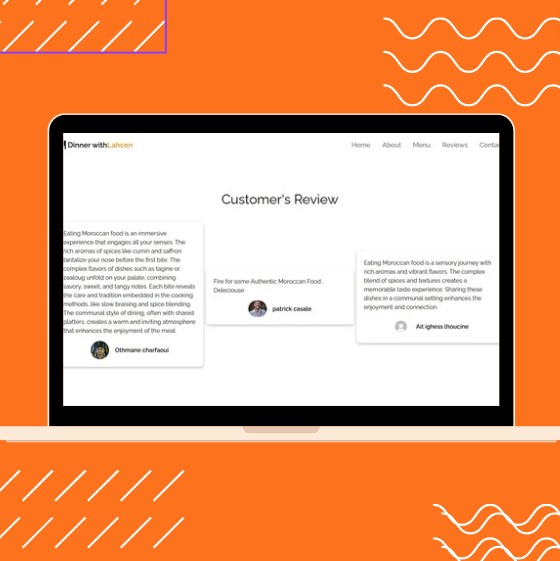 Dinner withLahcen
Home About Menu Reviews Conta
Customer's Review
Eating Moroccan food is an immersive
experience that engages all your senses. The
rich aromas of spices like cumin and saffron
tantalize your nose before the first bite. The
complex flavors of dishes such as tagine or
zaaloug unfold on your palate, combining
savory, sweet, and tangy notes. Each bite reveals
the care and tradition embedded in the cooking
methods, like slow braising and spice blending.
The communal style of dining, often with shared
platters, creates a warm and inviting atmosphere
that enhances the enjoyment of the meal.
Othmane charfaoui
Fire for some Authentic Moroccan Food.
Deleciouse
patrick casale
Eating Moroccan food is a sensory journey with
rich aromas and vibrant flavors. The complex
blend of spices and textures creates a
memorable taste experience. Sharing these
dishes in a communal setting enhances the
enjoyment and connection.
Ait ighess lhoucine